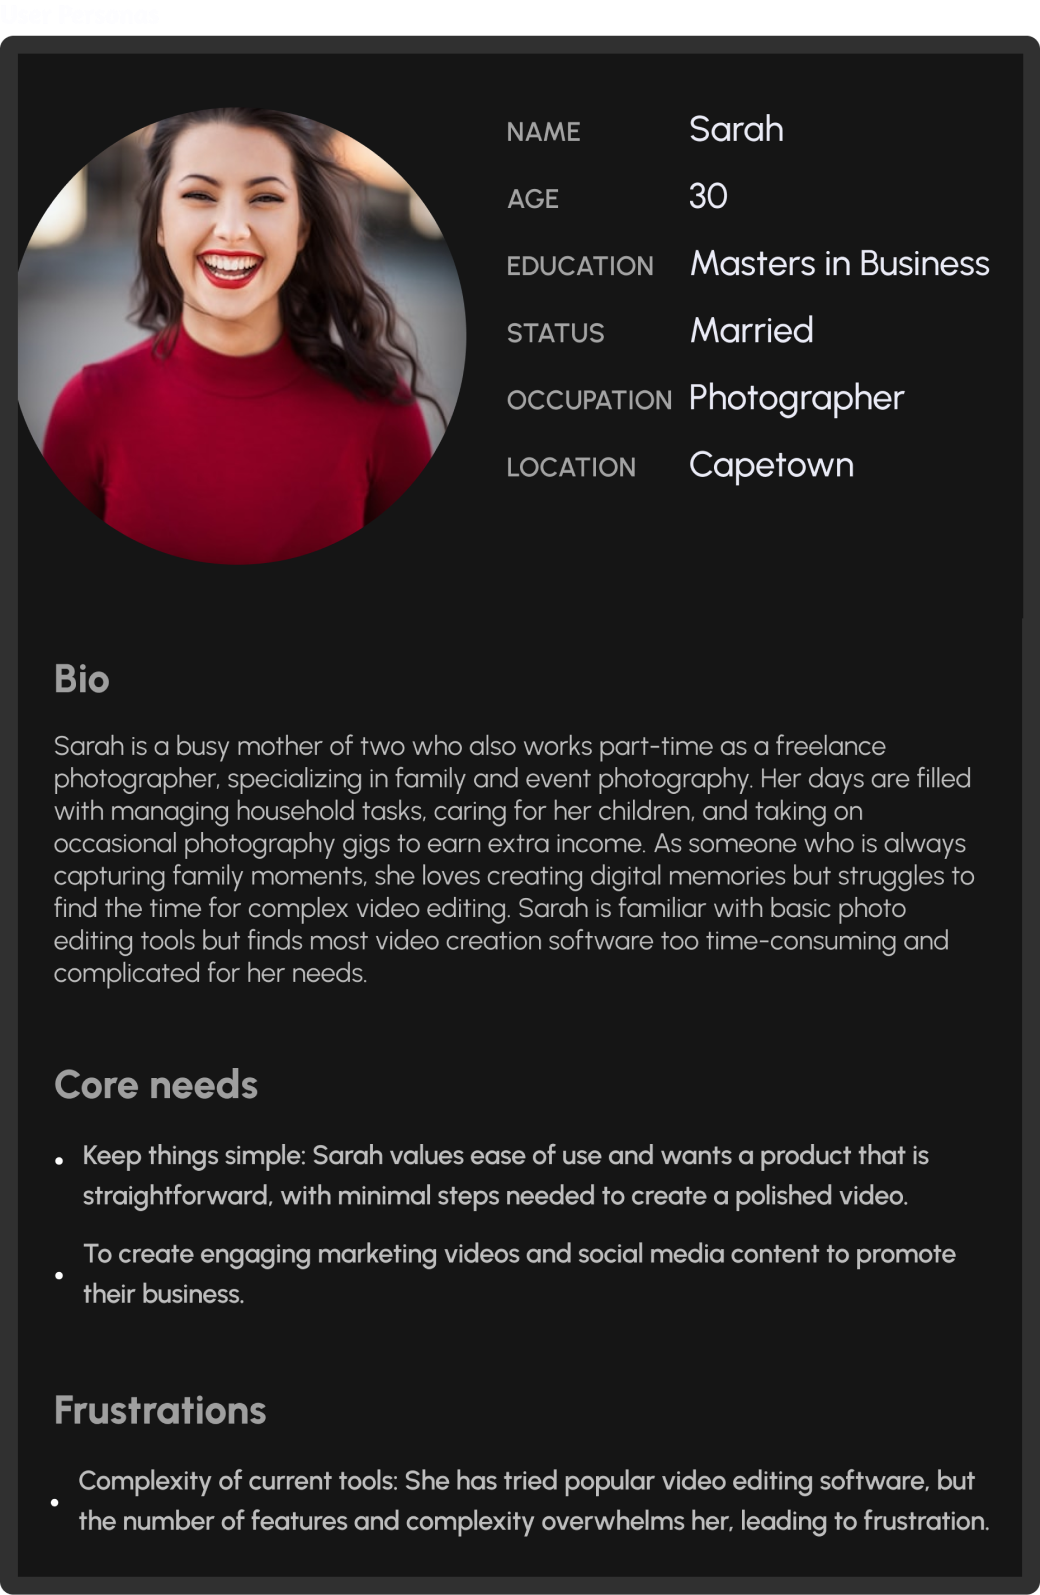 NAME Sarah
AGE 30
EDUCATION Masters in Business
STATUS Married
OCCUPATION Photographer
LOCATION Capetown
Bio
Sarah is a busy mother of two who also works part-time as a freelance
photographer, specializing in family and event photography. Her days are filled
with managing household tasks, caring for her children, and taking on
occasional photography gigs to earn extra income. As someone who is always
capturing family moments, she loves creating digital memories but struggles to
find the time for complex video editing. Sarah is familiar with basic photo
editing tools but finds most video creation software too time-consuming and
complicated for her needs.
Core needs
• Keep things simple: Sarah values ease of use and wants a product that is
straightforward, with minimal steps needed to create a polished video.
• To create engaging marketing videos and social media content to promote
their business.
Frustrations
• Complexity of current tools: She has tried popular video editing software, but
the number of features and complexity overwhelms her, leading to frustration.